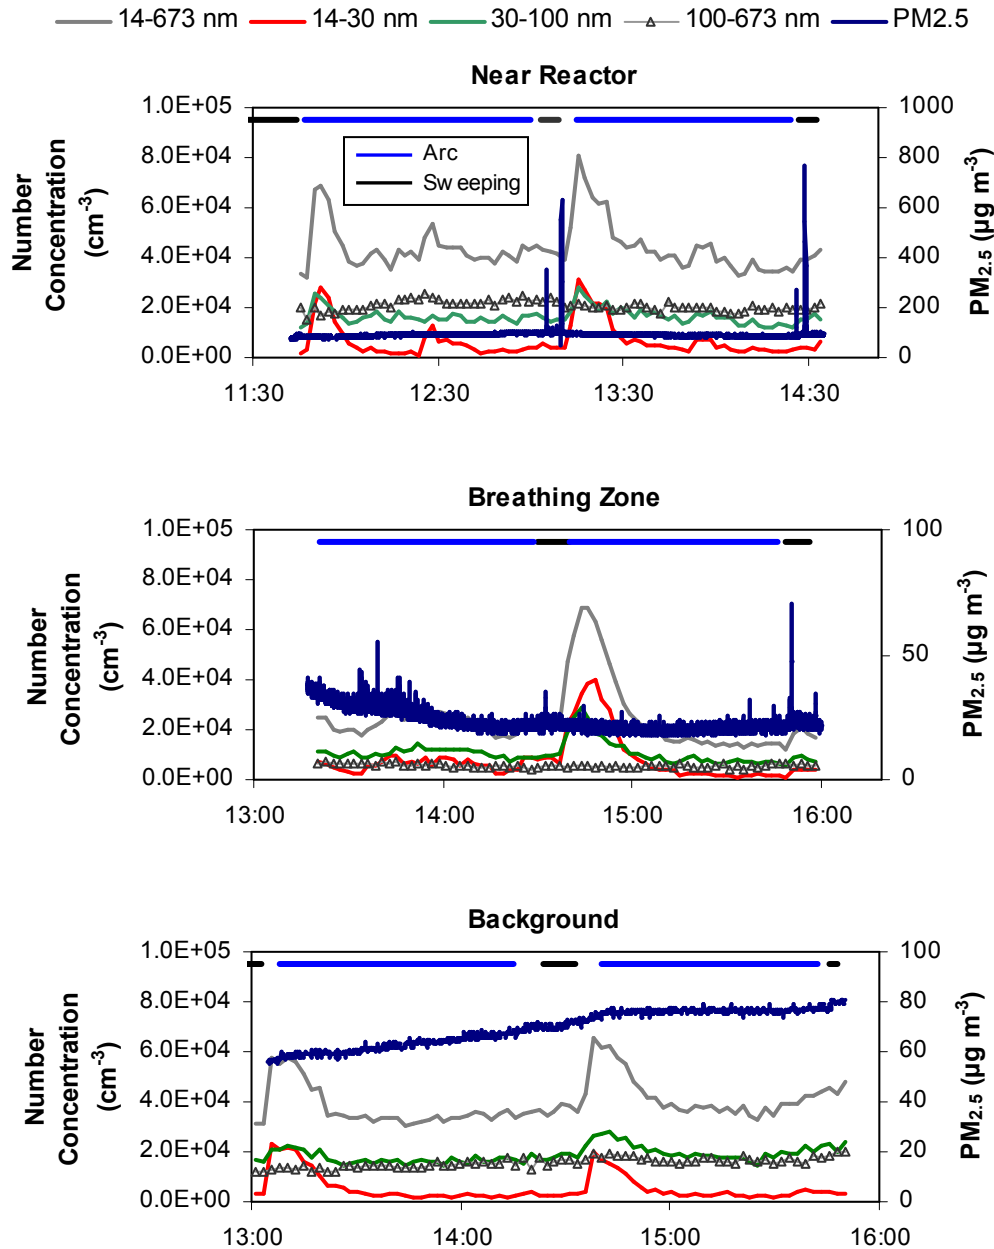 14-673 nm 14-30 nm 30-100 nm 100-673 nm PM2.5
Near Reactor
Number
Concentration
(cm-3)
1.0E+05
8.0E+04
6.0E+04
4.0E+04
2.0E+04
0.0E+00
Arc
Sweeping
1000
800
600
400
200
0
PM2.5 (µg m-3)
11:30 12:30 13:30 14:30
Breathing Zone
Number
Concentration
(cm-3)
1.0E+05
8.0E+04
6.0E+04
4.0E+04
2.0E+04
0.0E+00
100
50
0
PM2.5 (µg m-3)
13:00 14:00 15:00 16:00
Background
Number
Concentration
(cm-3)
1.0E+05
8.0E+04
6.0E+04
4.0E+04
2.0E+04
0.0E+00
100
80
60
40
20
0
PM2.5 (µg m-3)
13:00 14:00 15:00 16:00